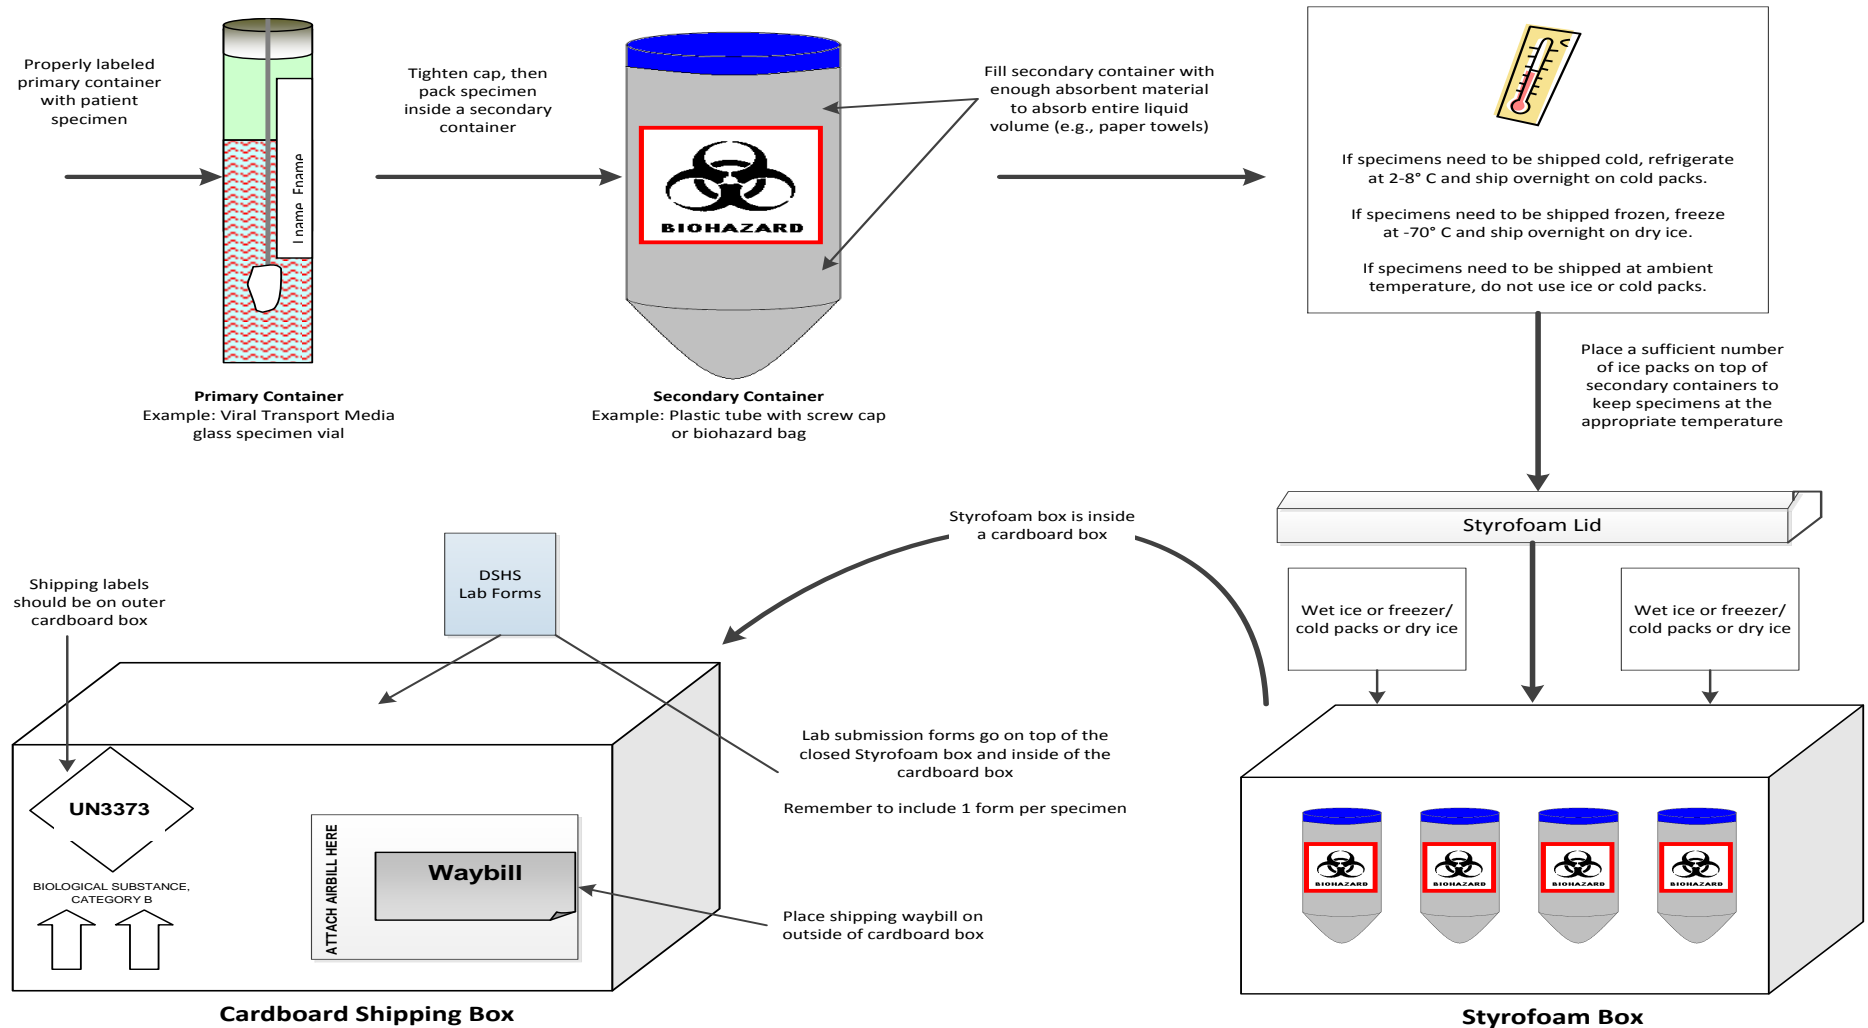 Properly labeled
primary container
with patient
specimen
Lname, Fname
Primary Container
Example: Viral Transport Media
glass specimen vial
Tighten cap, then
pack specimen
inside a secondary
container
BIOHAZARD
Secondary Container
Example: Plastic tube with screw cap
or biohazard bag
Fill secondary container with
enough absorbent material
to absorb entire liquid
volume (e.g., paper towels)
If specimens need to be shipped cold, refrigerate
at 2-8° C and ship overnight on cold packs.
If specimens need to be shipped frozen, freeze
at -70° C and ship overnight on dry ice.
If specimens need to be shipped at ambient
temperature, do not use ice or cold packs.
Place a sufficient number
of ice packs on top of
secondary containers to
keep specimens at the
appropriate temperature
Styrofoam Lid
Wet ice or freezer/
cold packs or dry ice
Wet ice or freezer/
cold packs or dry ice
BIOHAZARD
BIOHAZARD
BIOHAZARD
BIOHAZARD
Styrofoam Box
Styrofoam box is inside
a cardboard box
DSHS
Lab Forms
Lab submission forms go on top of the
closed Styrofoam box and inside of the
cardboard box
Remember to include 1 form per specimen
Shipping labels
should be on outer
cardboard box
UN3373
BIOLOGICAL SUBSTANCE,
CATEGORY B
ATTACH AIRBILL HERE
Waybill
Place shipping waybill on
outside of cardboard box
Cardboard Shipping Box